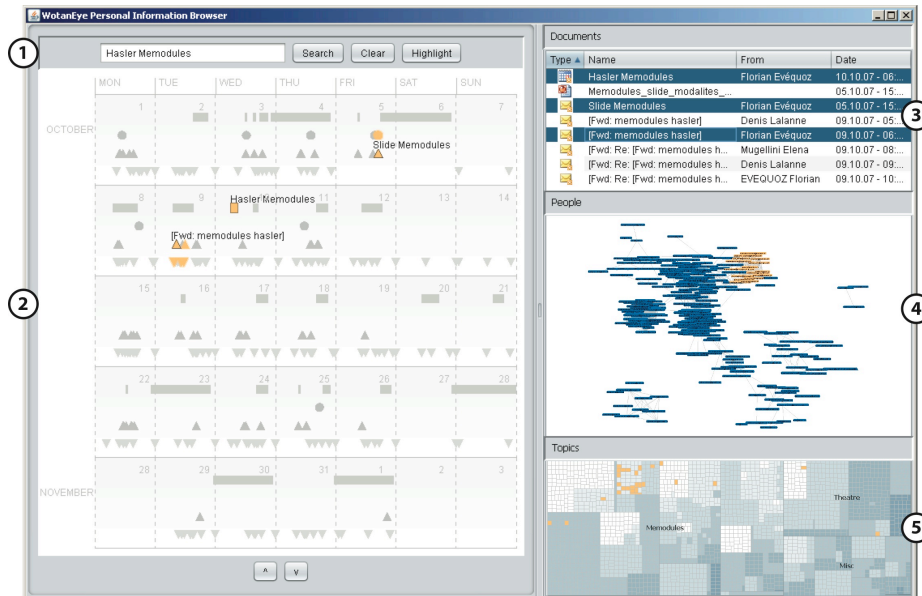 WotanEye Personal Information Browser
1
Hasler Memodules
Search
Clear
Highlight
MON TUE WED THU FRI SAT SUN
1 2 3 4 5 6 7
OCTOBER
Slide Memodules
8 9 10 11 12 13 14
Hasler Memodules
[Fwd: memodules hasler]
2
15 16 17 18 19 20 21
22 23 24 25 26 27 28
28 29 30 31 1 2 3
NOVEMBER
^ v
Documents
Type Name From Date
Hasler Memodules Florian Evéquoz 10.10.07 - 06:...
Memodules_slide_modalites_... 05.10.07 - 15:...
Slide Memodules Florian Evéquoz 05.10.07 - 15:...
3
[Fwd: memodules hasler] Denis Lalanne 09.10.07 - 05:...
[Fwd: memodules hasler] Florian Evéquoz 09.10.07 - 06:...
[Fwd: Re: [Fwd: memodules h... Mugellini Elena 09.10.07 - 08:...
[Fwd: Re: [Fwd: memodules h... Denis Lalanne 09.10.07 - 09:...
[Fwd: Re: [Fwd: memodules h... EVEQUOZ Florian 09.10.07 - 10:...
People
4
Topics
Theatre
Memodules
5
Misc